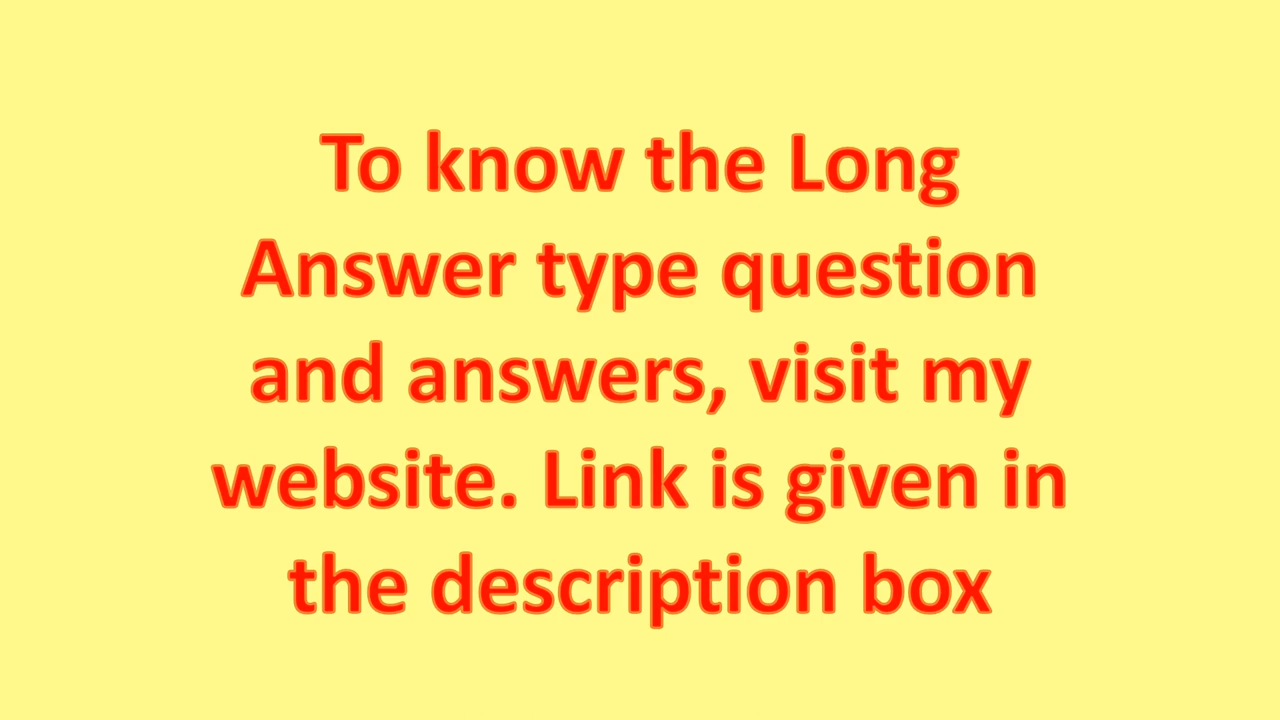 To know the Long
Answer type question
and answers, visit my
website. Link is given in
the description box